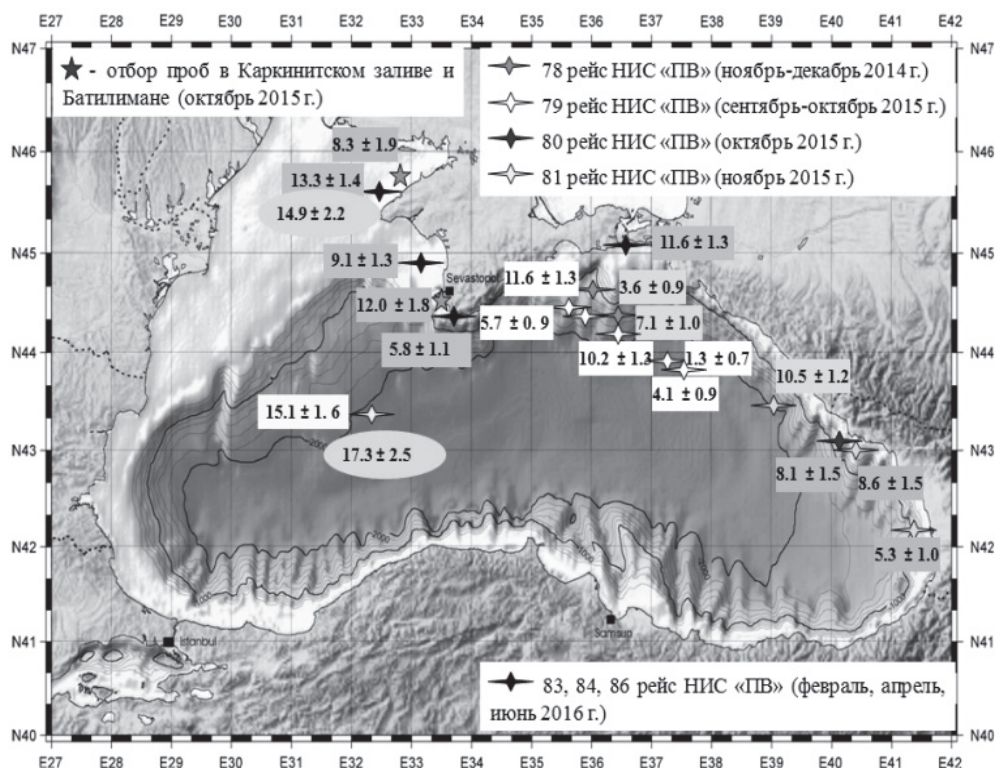 E27 E28 E29 E30 E31 E32 E33 E34 E35 E36 E37 E38 E39 E40 E41 E42
N47 N47
- отбор проб в Каркинитском заливе и
Батилимане (октябрь 2015 г.)
78 рейс НИС «ПВ» (ноябрь-декабрь 2014 г.)
79 рейс НИС «ПВ» (сентябрь-октябрь 2015 г.)
80 рейс НИС «ПВ» (октябрь 2015 г.)
81 рейс НИС «ПВ» (ноябрь 2015 г.)
N46 N46
8.3 ± 1.9
13.3 ± 1.4
14.9 ± 2.2
N45 N45
9.1 ± 1.3
11.6 ± 1.3
Sevastopol
11.6 ± 1.3
3.6 ± 0.9
12.0 ± 1.8
5.7 ± 0. 9
7.1 ± 1.0
5.8 ± 1.1
N44 N44
10.2 ± 1.3
1.3 ± 0.7
4.1 ± 0.9
10.5 ± 1.2
15.1 ± 1. 6
N43 N43
17.3 ± 2.5
8.1 ± 1.5
8.6 ± 1.5
-2000
N42 N42
5.3 ± 1.0
-2000
-1000
-2000
-1000
-1000
Samsun
N41 N41
Istanbul
83, 84, 86 рейс НИС «ПВ» (февраль, апрель,
июнь 2016 г.)
N40 N40
E27 E28 E29 E30 E31 E32 E33 E34 E35 E36 E37 E38 E39 E40 E41 E42